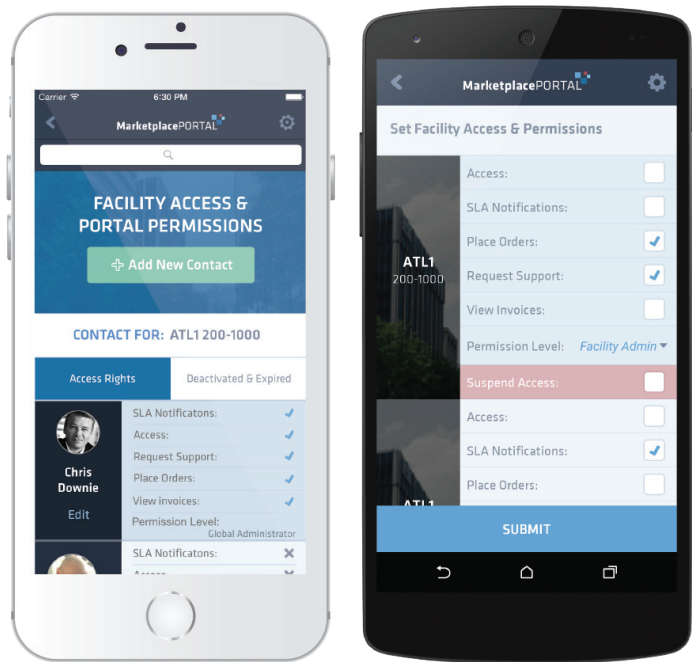 Carrier 6:30 PM
MarketplacePORTAL
FACILITY ACCESS &
PORTAL PERMISSIONS
Add New Contact
CONTACT FOR: ATL1 200-1000
Access Rights Deactivated & Expired
SLA Notificatons:
Access:
Request Support:
Place Orders:
View invoices:
Permission Level:
Global Administrator
Chris
Downie
Edit
SLA Notificatons:
Access:
MarketplacePORTAL
Set Facility Access & Permissions
ATL1
200-1000
Access:
SLA Notifications:
Place Orders:
Request Support:
View Invoices:
Permission Level: Facility Admin
Suspend Access:
Access:
SLA Notifications:
Place Orders:
ATL1
SUBMIT